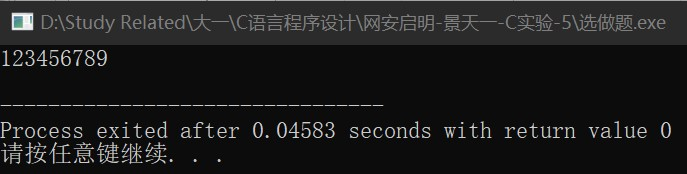 D:\Study Related\大一\C语言程序设计\网安启明-景天一-C实验-5\选做题.exe
123456789
--------------------------------
Process exited after 0.04583 seconds with return value 0
请按任意键继续. . .